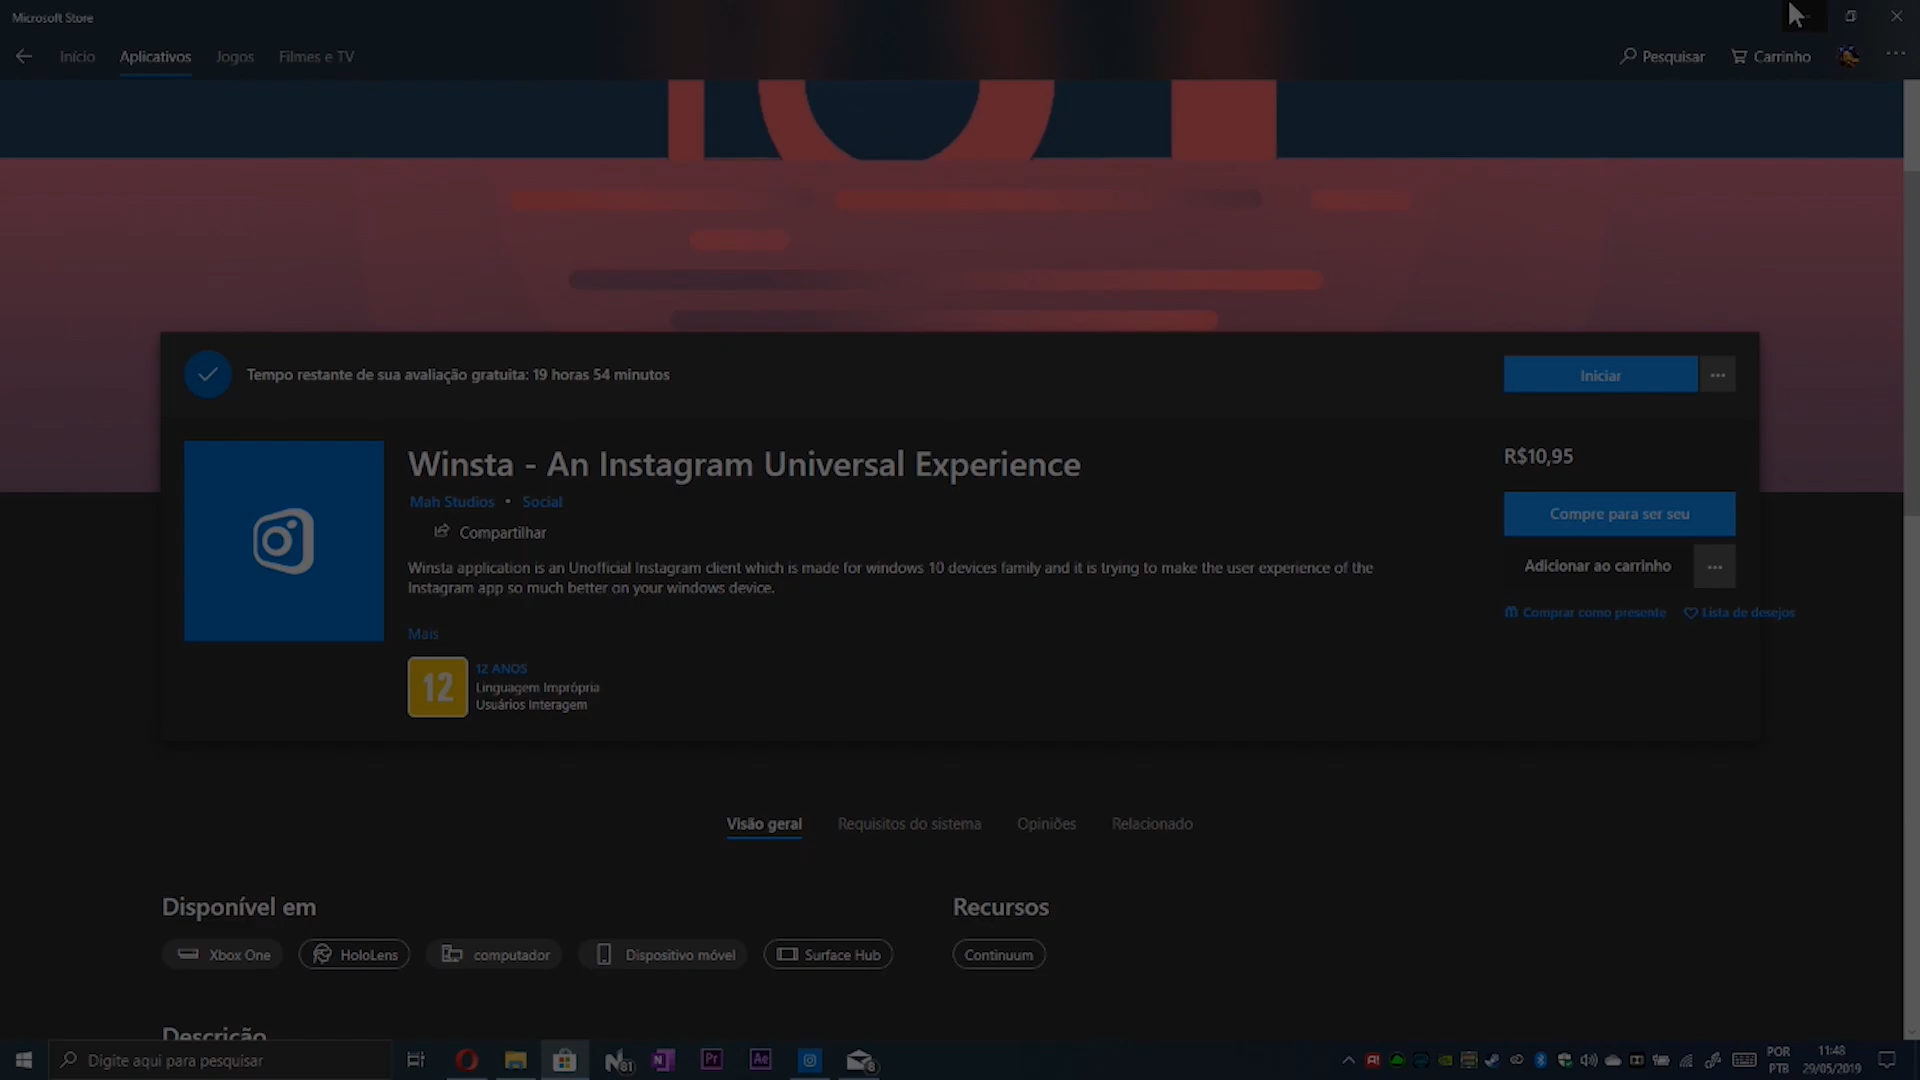 Microsoft Store
Início
Aplicativos
Jogos
Filmes e TV
Pesquisar
Carrinho
Tempo restante de sua avaliação gratuita: 19 horas 54 minutos
Iniciar
Winsta - An Instagram Universal Experience
Mah Studios • Social
Compartilhar
Winsta application is an Unofficial Instagram client which is made for windows 10 devices family and it is trying to make the user experience of the
Instagram app so much better on your windows device.
Mais
12
12 ANOS
Linguagem Imprópria
Usuários Interagem
R$10,95
Compre para ser seu
Adicionar ao carrinho
Comprar como presente
Lista de desejos
Visão geral
Requisitos do sistema
Opiniões
Relacionado
Disponível em
Xbox One
HoloLens
computador
Dispositivo móvel
Surface Hub
Recursos
Continuum
Descrição
Digite aqui para pesquisar
81
N
Pr
Ae
8
POR
PTB
11:48
29/05/2019